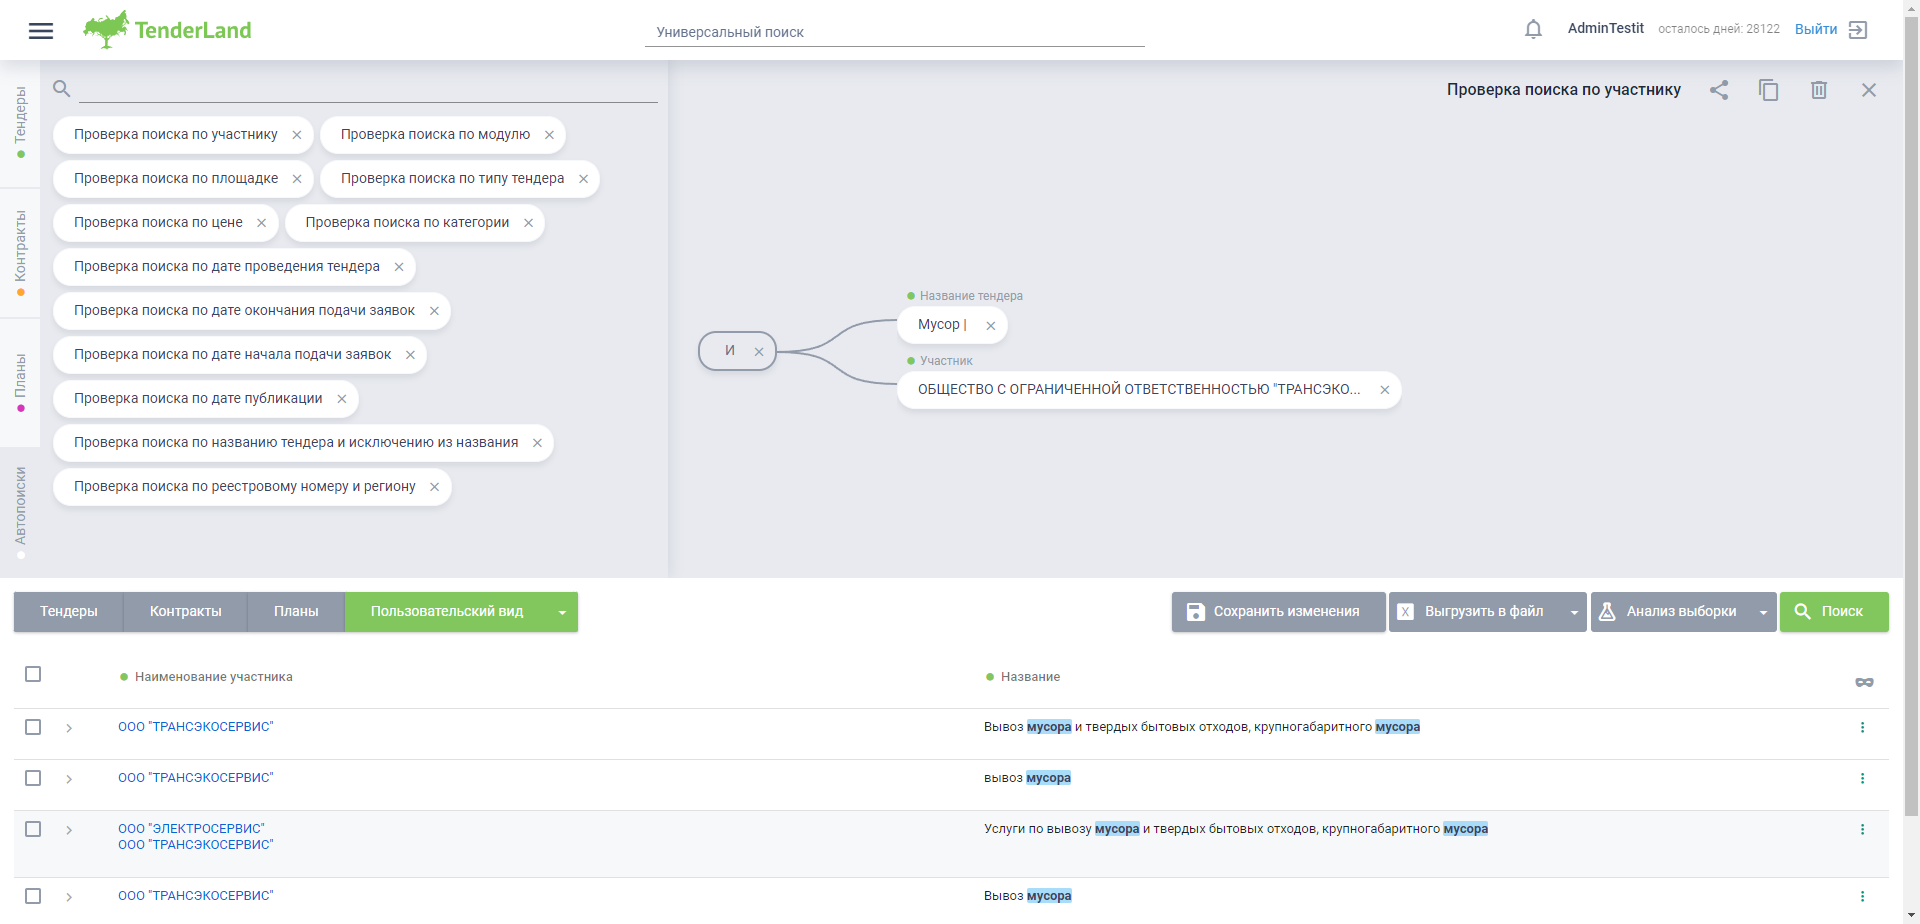 TenderLand
Универсальный поиск
AdminTestit
осталось дней: 28122
Выйти
Тендеры
Контракты
Планы
Автопоиски
Проверка поиска по участнику
Проверка поиска по модулю
Проверка поиска по площадке
Проверка поиска по типу тендера
Проверка поиска по цене
Проверка поиска по категории
Проверка поиска по дате проведения тендера
Проверка поиска по дате окончания подачи заявок
Проверка поиска по дате начала подачи заявок
Проверка поиска по дате публикации
Проверка поиска по названию тендера и исключению из названия
Проверка поиска по реестровому номеру и региону
Проверка поиска по участнику
И
Название тендера
Мусор |
Участник
ОБЩЕСТВО С ОГРАНИЧЕННОЙ ОТВЕТСТВЕННОСТЬЮ "ТРАНСЭКО...
Тендеры
Контракты
Планы
Пользовательский вид
Сохранить изменения
X Выгрузить в файл
Анализ выборки
Поиск
Наименование участника
Название
ООО "ТРАНСЭКОСЕРВИС"
Вывоз мусора и твердых бытовых отходов, крупногабаритного мусора
ООО "ТРАНСЭКОСЕРВИС"
вывоз мусора
ООО "ЭЛЕКТРОСЕРВИС"
ООО "ТРАНСЭКОСЕРВИС"
Услуги по вывозу мусора и твердых бытовых отходов, крупногабаритного мусора
ООО "ТРАНСЭКОСЕРВИС"
Вывоз мусора